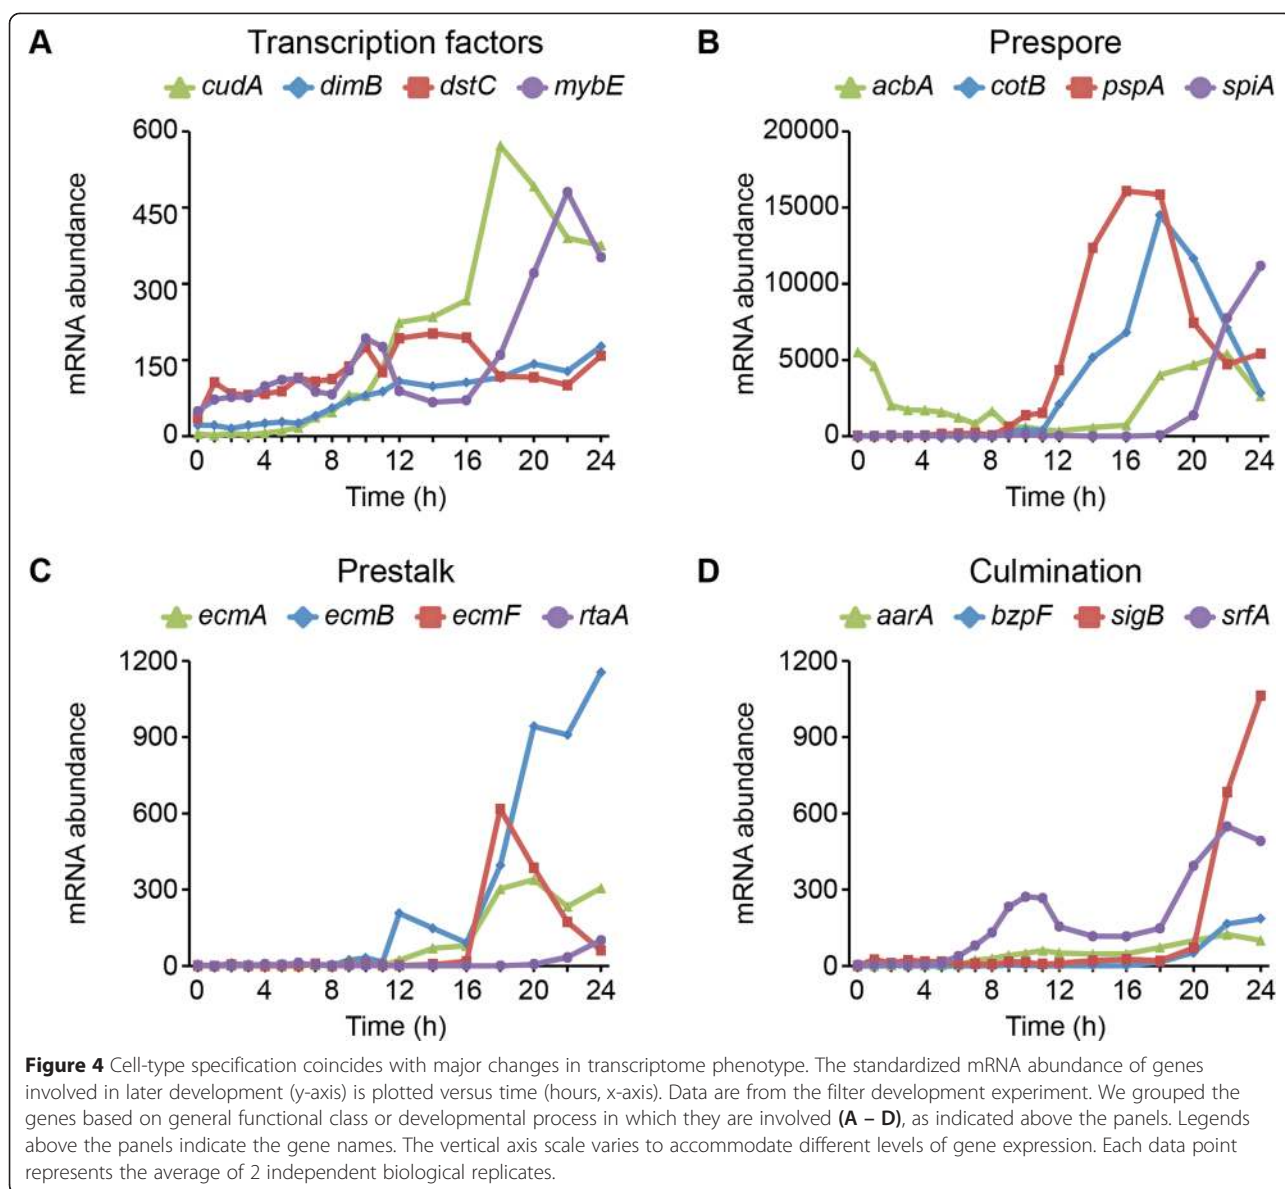 A Transcription factors
cudA dimB dstC mybE
600
450
300
150
0
mRNA abundance
0 4 8 12 16 20 24
Time (h)
B Prespore
acbA cotB pspA spiA
20000
15000
10000
5000
0
mRNA abundance
0 4 8 12 16 20 24
Time (h)
C Prestalk
ecmA ecmB ecmF rtaA
1200
900
600
300
0
mRNA abundance
0 4 8 12 16 20 24
Time (h)
D Culmination
aarA bzpF sigB srfA
1200
900
600
300
0
mRNA abundance
0 4 8 12 16 20 24
Time (h)
Figure 4 Cell-type specification coincides with major changes in transcriptome phenotype. The standardized mRNA abundance of genes
involved in later development (y-axis) is plotted versus time (hours, x-axis). Data are from the filter development experiment. We grouped the
genes based on general functional class or developmental process in which they are involved (A – D), as indicated above the panels. Legends
above the panels indicate the gene names. The vertical axis scale varies to accommodate different levels of gene expression. Each data point
represents the average of 2 independent biological replicates.